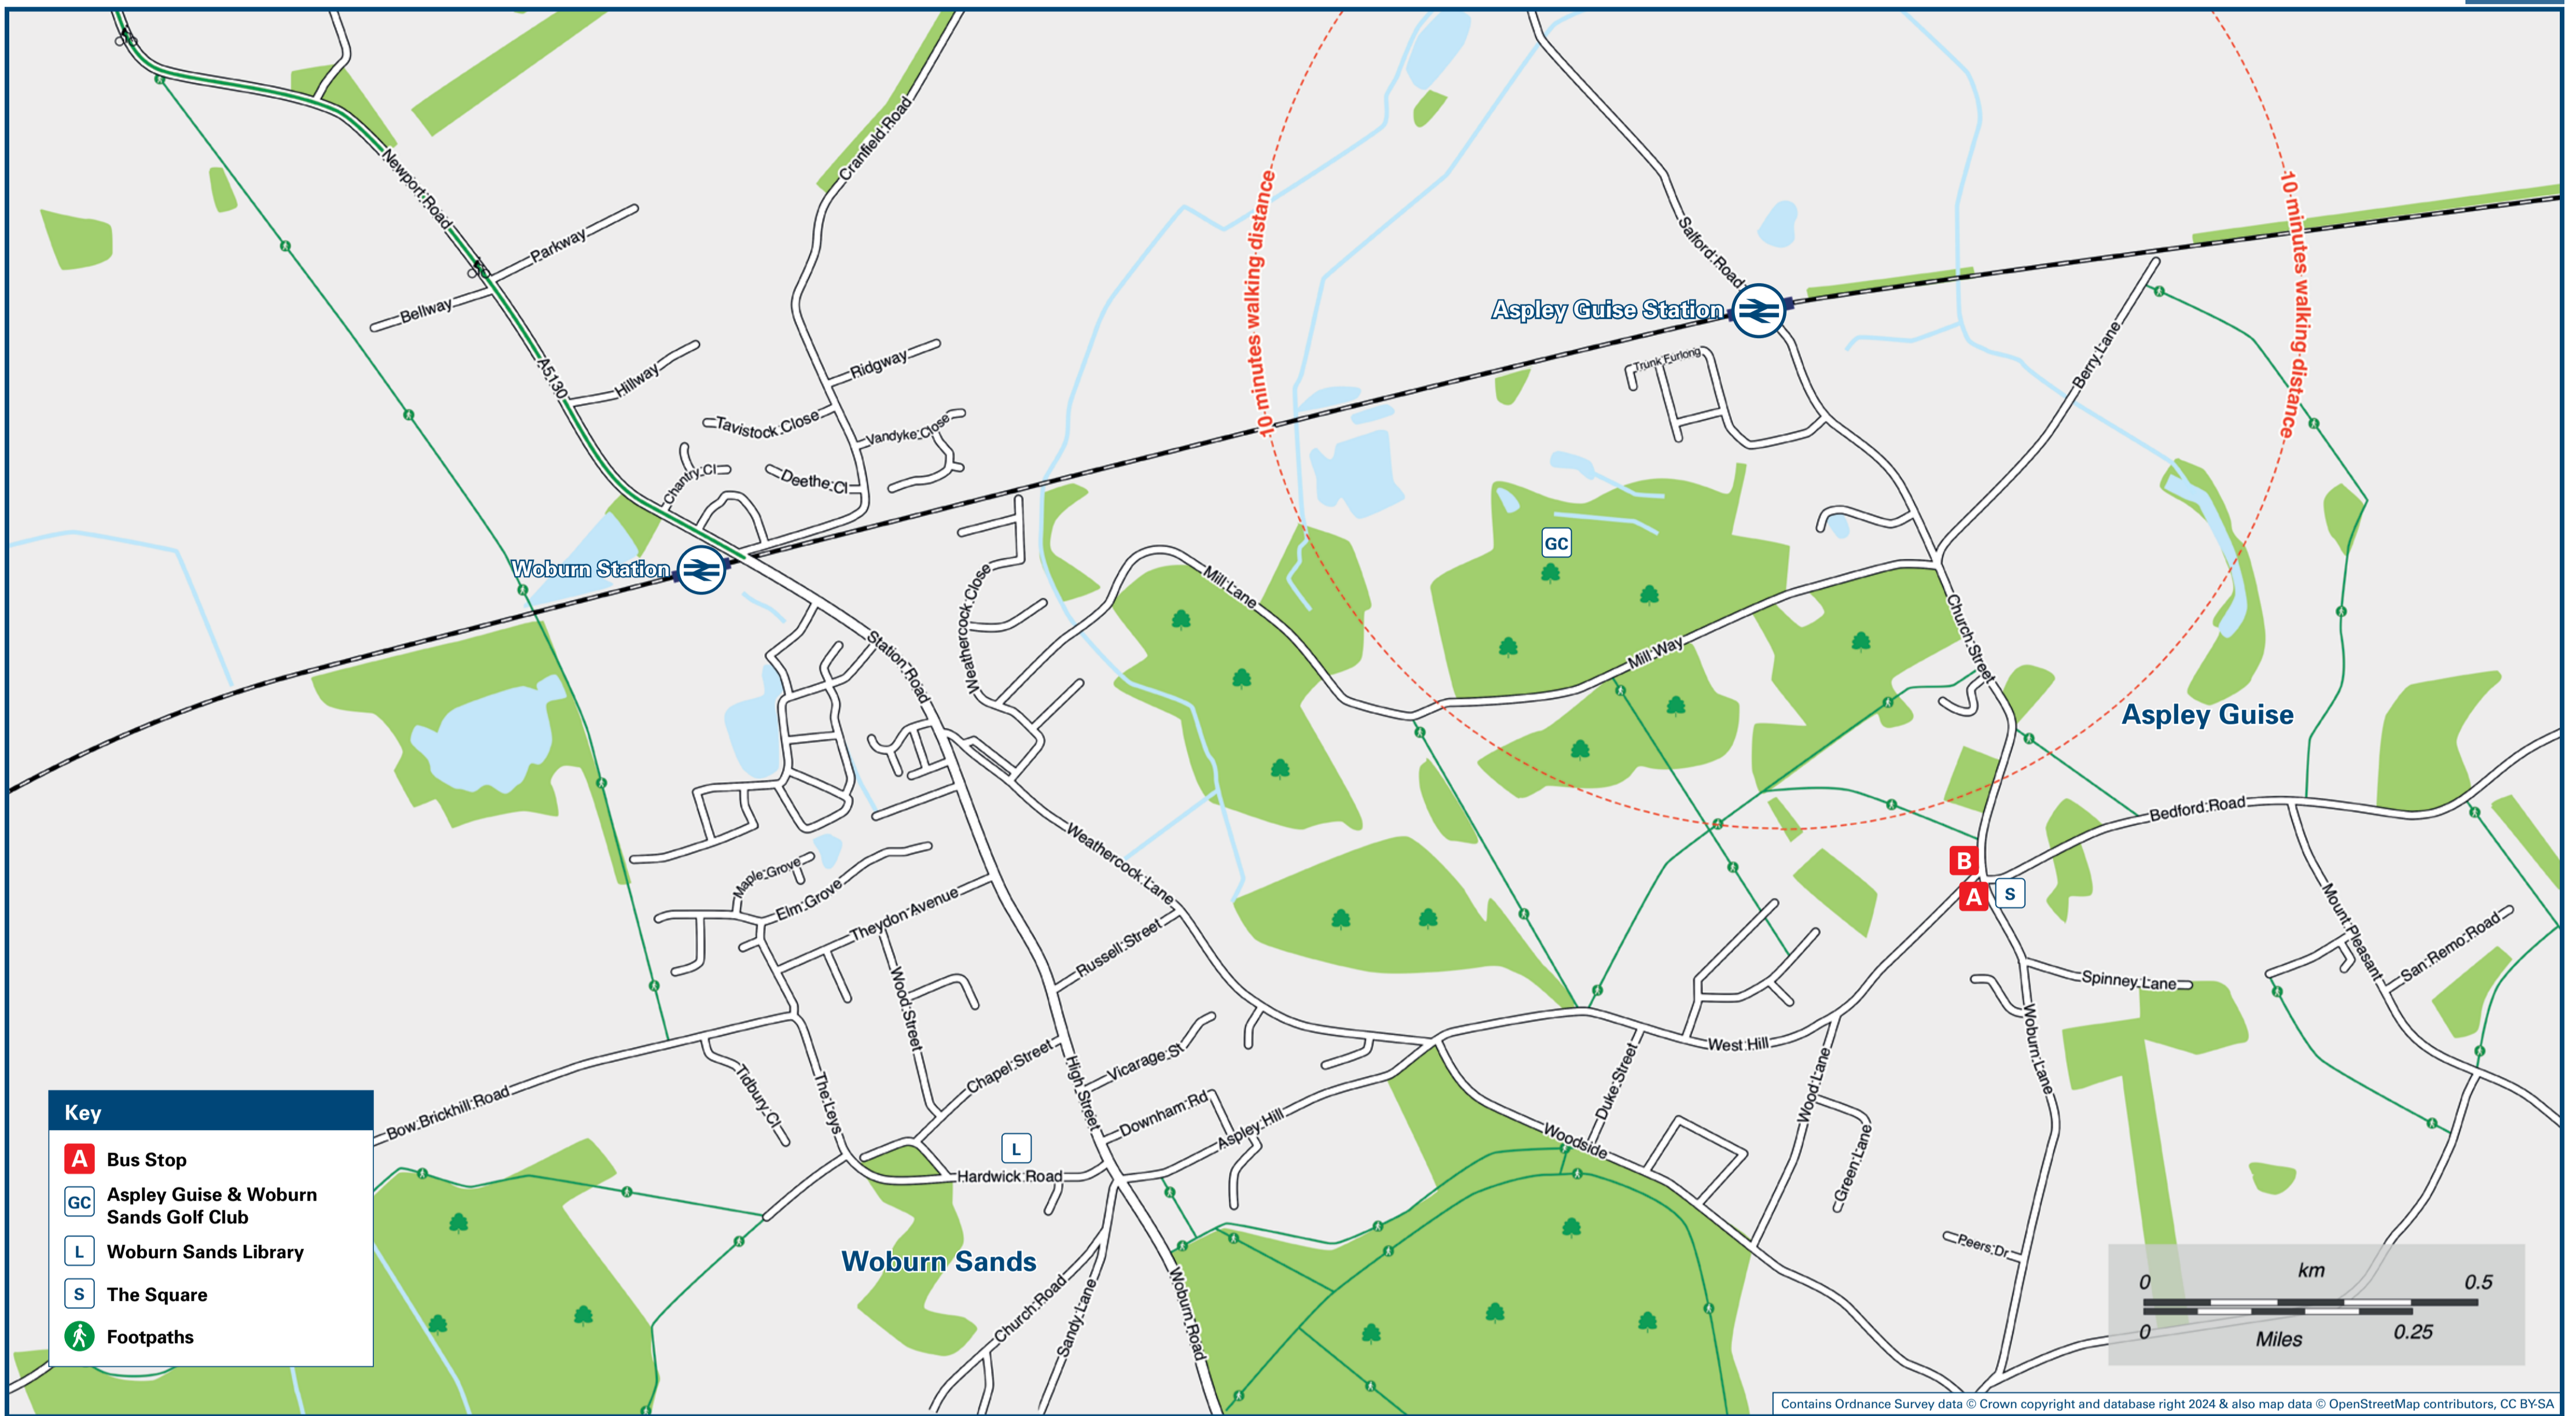 Cranfield Road
Newport Road
Parkway
Bellway
A5130
Hillway
Ridgway
Tavistock Close
Vandyke Close
Chantry Cl
Deethe Cl
10 minutes walking distance
10 minutes walking distance
Salford Road
Aspley Guise Station
Trunk Furlong
Berry Lane
Woburn Station
GC
Weathercock Close
Mill Lane
Mill Way
Church Street
Station Road
Aspley Guise
Bedford Road
Weathercock Lane
B
A
S
Maple Grove
Elm Grove
Theydon Avenue
Russell Street
Wood Street
Mount Pleasant
San Remo Road
Spinney Lane
Woburn Lane
West Hill
Chapel Street
High Street
Vicarage St
Downham Rd
Aspley Hill
Duke Street
Wood Lane
Green Lane
Woodside
Tidbury Cl
The Leys
Bow Brickhill Road
L
Hardwick Road
Woburn Sands
Church Road
Sandy Lane
Woburn Road
Peers Dr
Key
A Bus Stop
GC Aspley Guise & Woburn
Sands Golf Club
L Woburn Sands Library
S The Square
Footpaths
km
0 0.5
0 0.25
Miles
Contains Ordnance Survey data © Crown copyright and database right 2024 & also map data © OpenStreetMap contributors, CC BY-SA